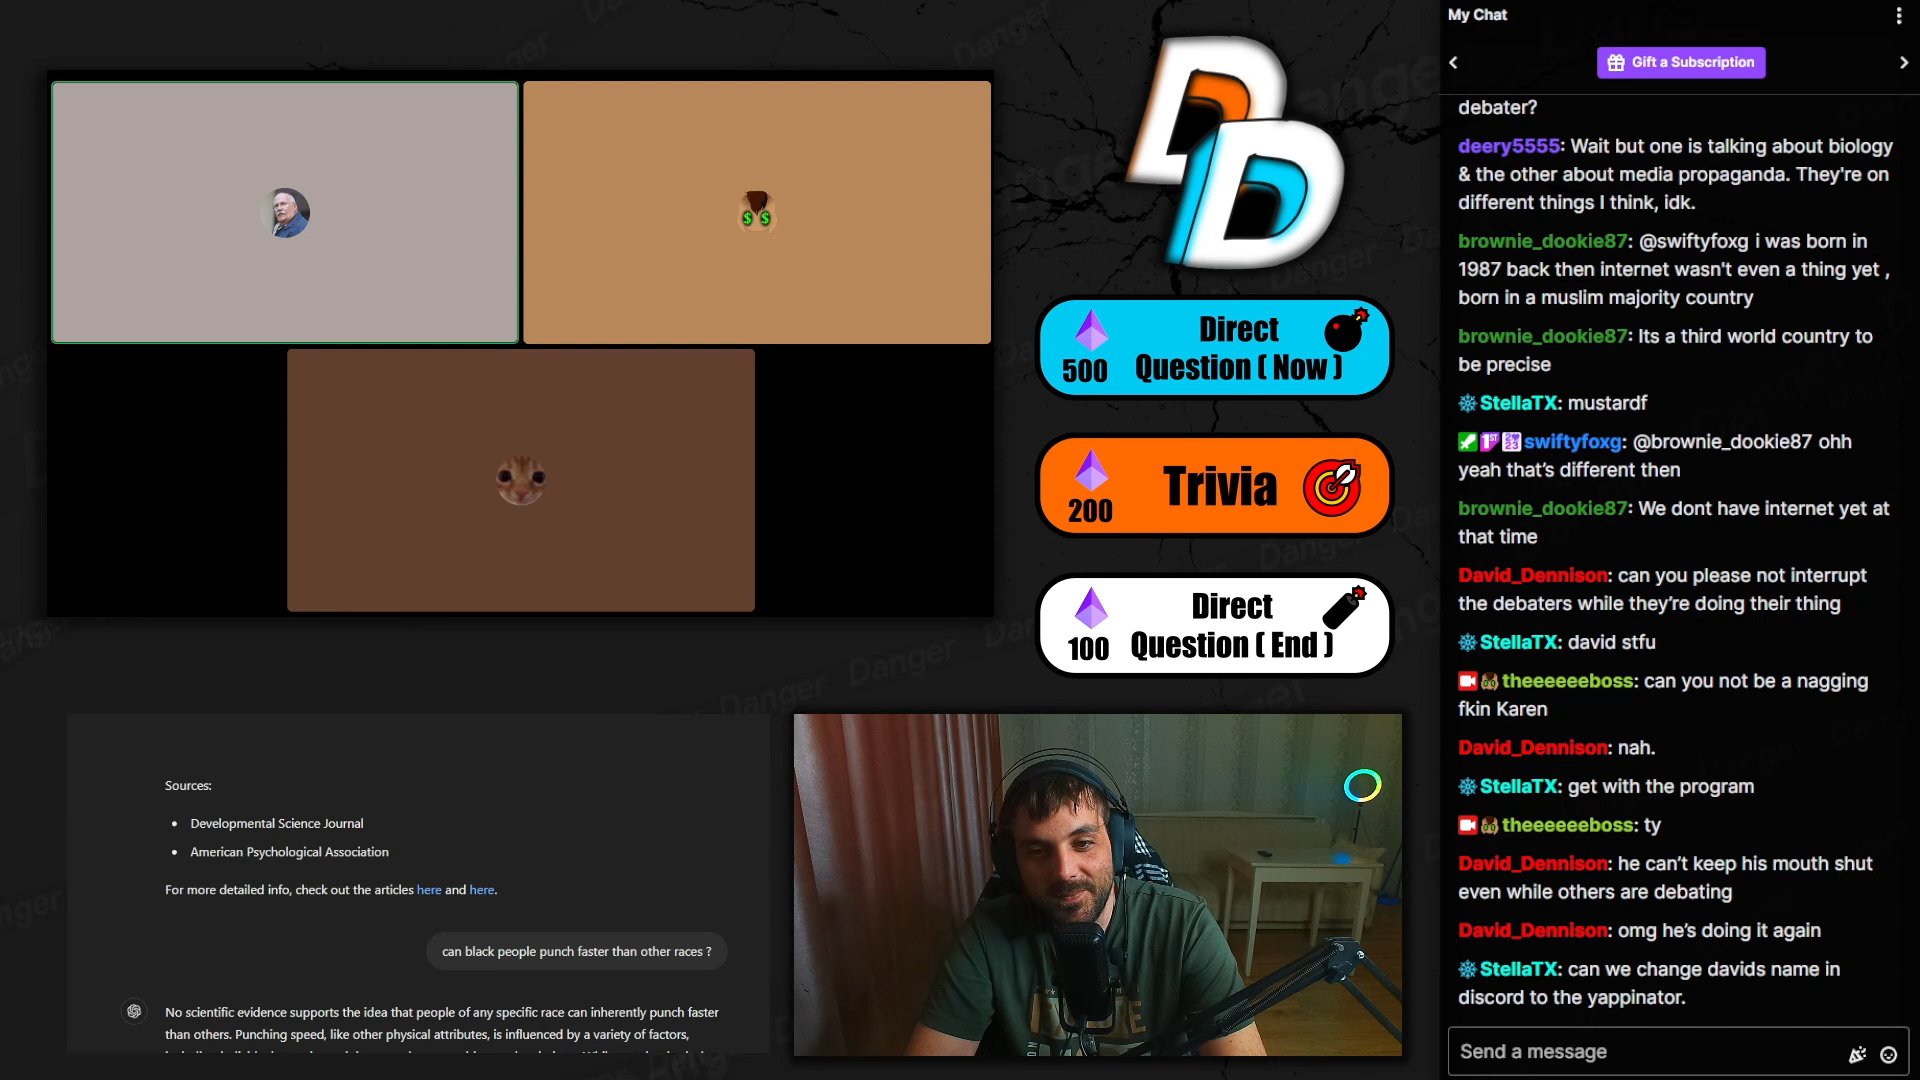 My Chat
Gift a Subscription
debater?
deery5555: Wait but one is talking about biology
& the other about media propaganda. They're on
different things I think, idk.
brownie_dookie87: @swiftyfoxg i was born in
1987 back then internet wasn't even a thing yet ,
born in a muslim majority country
brownie_dookie87: Its a third world country to
be precise
StellaTX: mustardf
swiftyfoxg: @brownie_dookie87 ohh
yeah that's different then
brownie_dookie87: We dont have internet yet at
that time
David_Dennison: can you please not interrupt
the debaters while they're doing their thing
StellaTX: david stfu
theeeeeeboss: can you not be a nagging
fkin Karen
David_Dennison: nah.
StellaTX: get with the program
theeeeeeboss: ty
David_Dennison: he can't keep his mouth shut
even while others are debating
David_Dennison: omg he's doing it again
StellaTX: can we change davids name in
discord to the yappinator.
Send a message
DD
500
Direct
Question ( Now )
200
Trivia
100
Direct
Question ( End )
Danger
Sources:
• Developmental Science Journal
• American Psychological Association
For more detailed info, check out the articles here and here.
can black people punch faster than other races ?
No scientific evidence supports the idea that people of any specific race can inherently punch faster
than others. Punching speed, like other physical attributes, is influenced by a variety of factors,